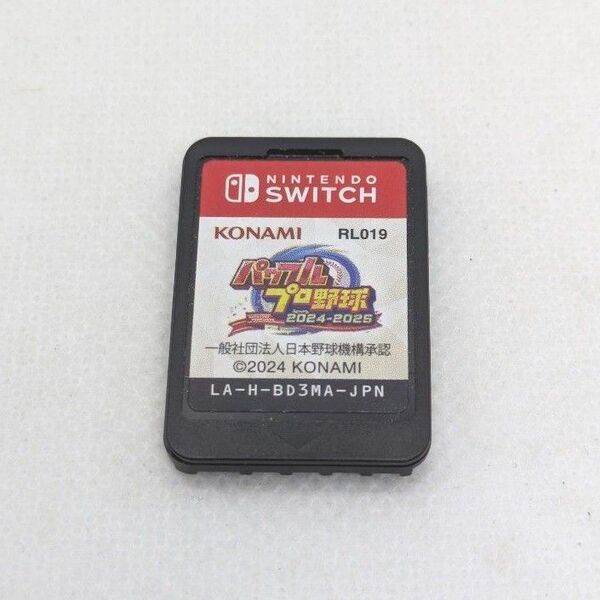 NINTENDO
SWITCH
KONAMI RL019
パワフル
プロ野球
2024-2025
一般社団法人日本野球機構承認
©2024 KONAMI
LA-H-BD3MA-JPN